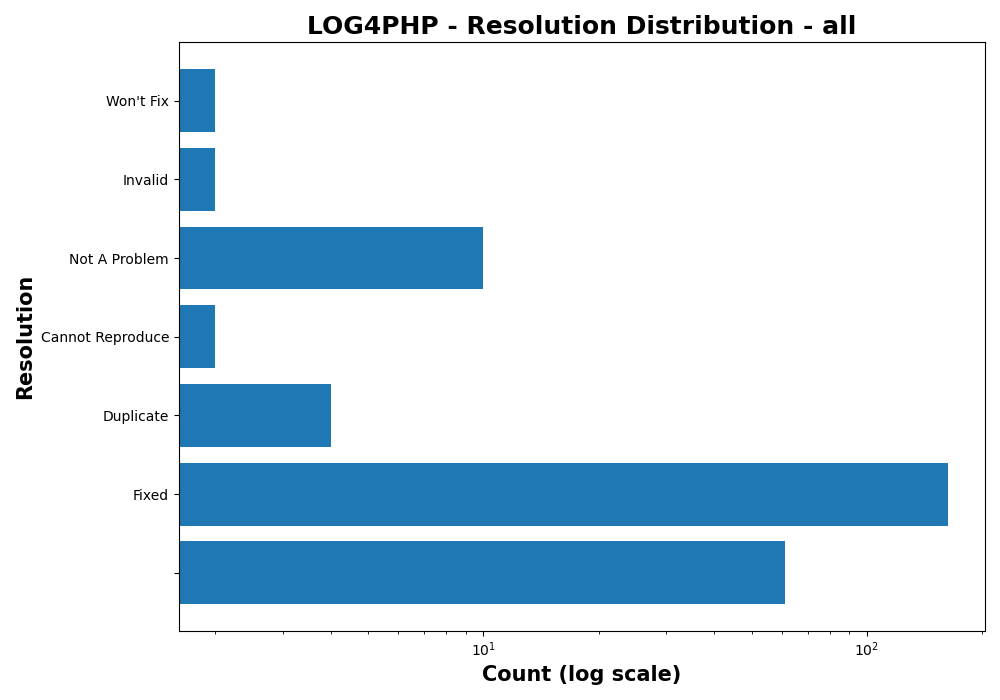 LOG4PHP - Resolution Distribution - all
Won't Fix
Invalid
Not A Problem
Cannot Reproduce
Duplicate
Fixed
Resolution
10¹ 10²
Count (log scale)